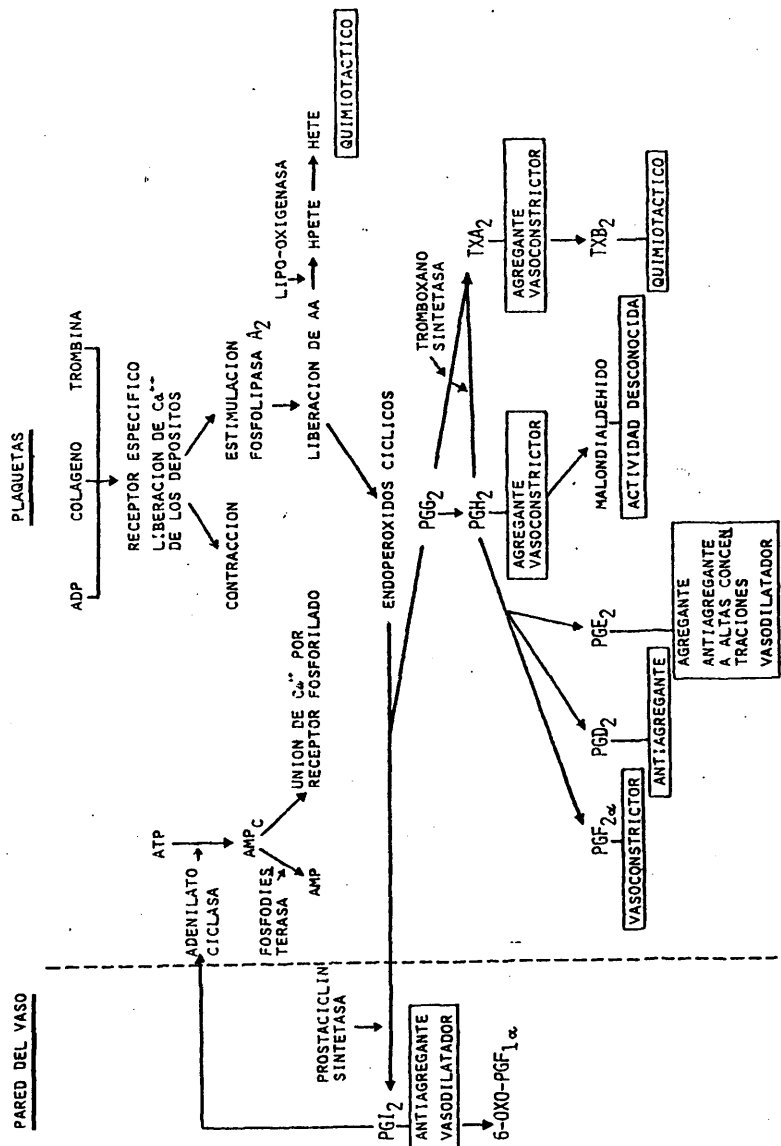 PARED DEL VASO
PLAQUETAS
ADP
COLAGENO
TROMBINA
RECEPTOR ESPECIFICO
LIBERACION DE Ca++
DE LOS DEPOSITOS
CONTRACCION
ESTIMULACION
FOSFOLIPASA A2
LIPO-OXIGENASA
LIBERACION DE AA
HPETE
HETE
QUIMIOTACTICO
ATP
ADENILATO
CICLASA
AMPC
FOSFODIES
TERASA
AMP
UNION DE Ca++ POR
RECEPTOR FOSFORILADO
PROSTACICLIN
SINTETASA
ENDOPEROXIDOS CICLICOS
PGI2
ANTIAGREGANTE
VASODILATADOR
6-OXO-PGF1α
PGG2
TROMBOXANO
SINTETASA
PGH2
AGREGANTE
VASOCONSTRICTOR
TXA2
AGREGANTE
VASOCONSTRICTOR
PGF2α
VASOCONSTRICTOR
PGD2
ANTIAGREGANTE
PGE2
AGREGANTE
ANTIAGREGANTE
A ALTAS CONCEN
TRACIONES
VASODILATADOR
MALONDIALDEHIDO
ACTIVIDAD DESCONOCIDA
TXB2
QUIMIOTACTICO